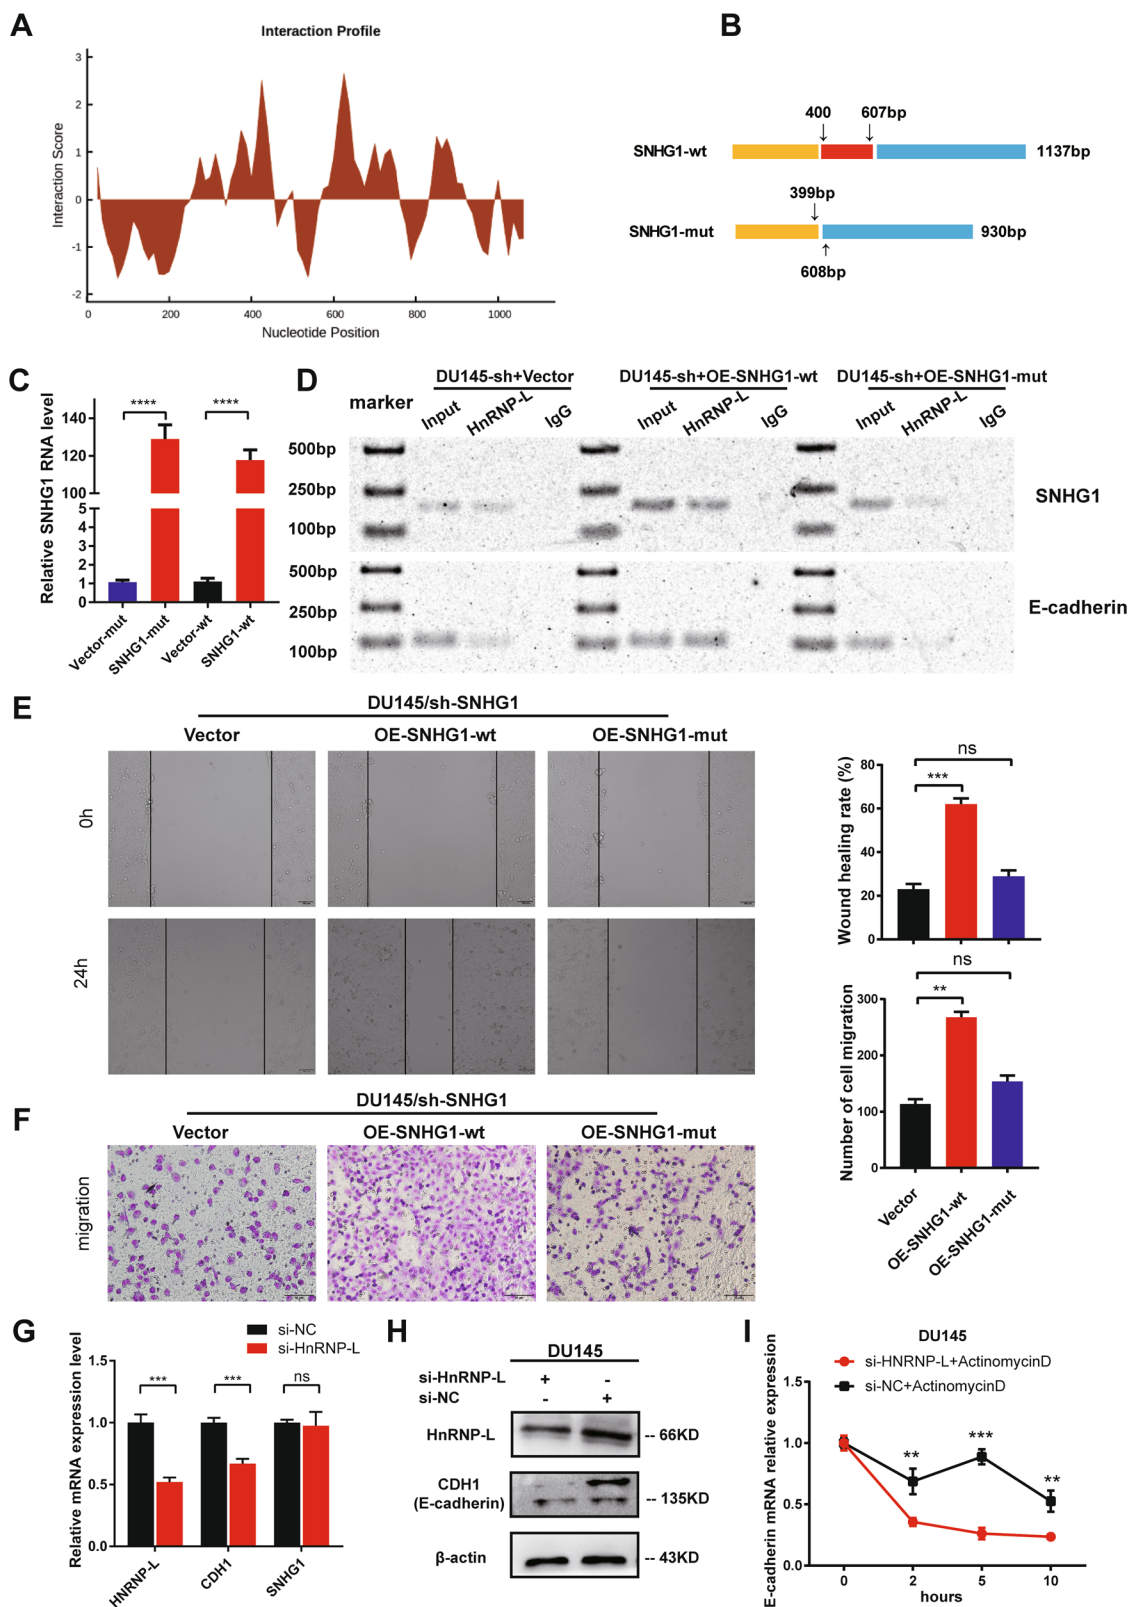 A
Interaction Profile
Interaction Score
3
2
1
0
-1
-2
0 200 400 600 800 1000
Nucleotide Position
B
400 607bp
SNHG1-wt 1137bp
399bp
SNHG1-mut 930bp
608bp
C
Relative SNHG1 RNA level
140
120
100
5
4
3
2
1
0
**** ****
Vector-mut
SNHG1-mut
Vector-wt
SNHG1-wt
D
DU145-sh+Vector DU145-sh+OE-SNHG1-wt DU145-sh+OE-SNHG1-mut
marker Input HnRNP-L IgG Input HnRNP-L IgG Input HnRNP-L IgG
500bp
250bp
100bp
SNHG1
500bp
250bp
100bp
E-cadherin
E
DU145/sh-SNHG1
Vector OE-SNHG1-wt OE-SNHG1-mut
0h
24h
Wound healing rate (%)
80
60
40
20
0
ns
***
Number of cell migration
300
200
100
0
ns
**
Vector
OE-SNHG1-wt
OE-SNHG1-mut
F
DU145/sh-SNHG1
Vector OE-SNHG1-wt OE-SNHG1-mut
migration
G
si-NC
si-HnRNP-L
Relative mRNA expression level
1.5
1.0
0.5
0.0
*** *** ns
HNRNP-L
CDH1
SNHG1
H
DU145
si-HnRNP-L + -
si-NC - +
HnRNP-L -- 66KD
CDH1
(E-cadherin) -- 135KD
β-actin -- 43KD
I
DU145
si-HNRNP-L+ActinomycinD
si-NC+ActinomycinD
E-cadherin mRNA relative expression
1.5
1.0
0.5
0.0
** *** **
0 2 5 10
hours